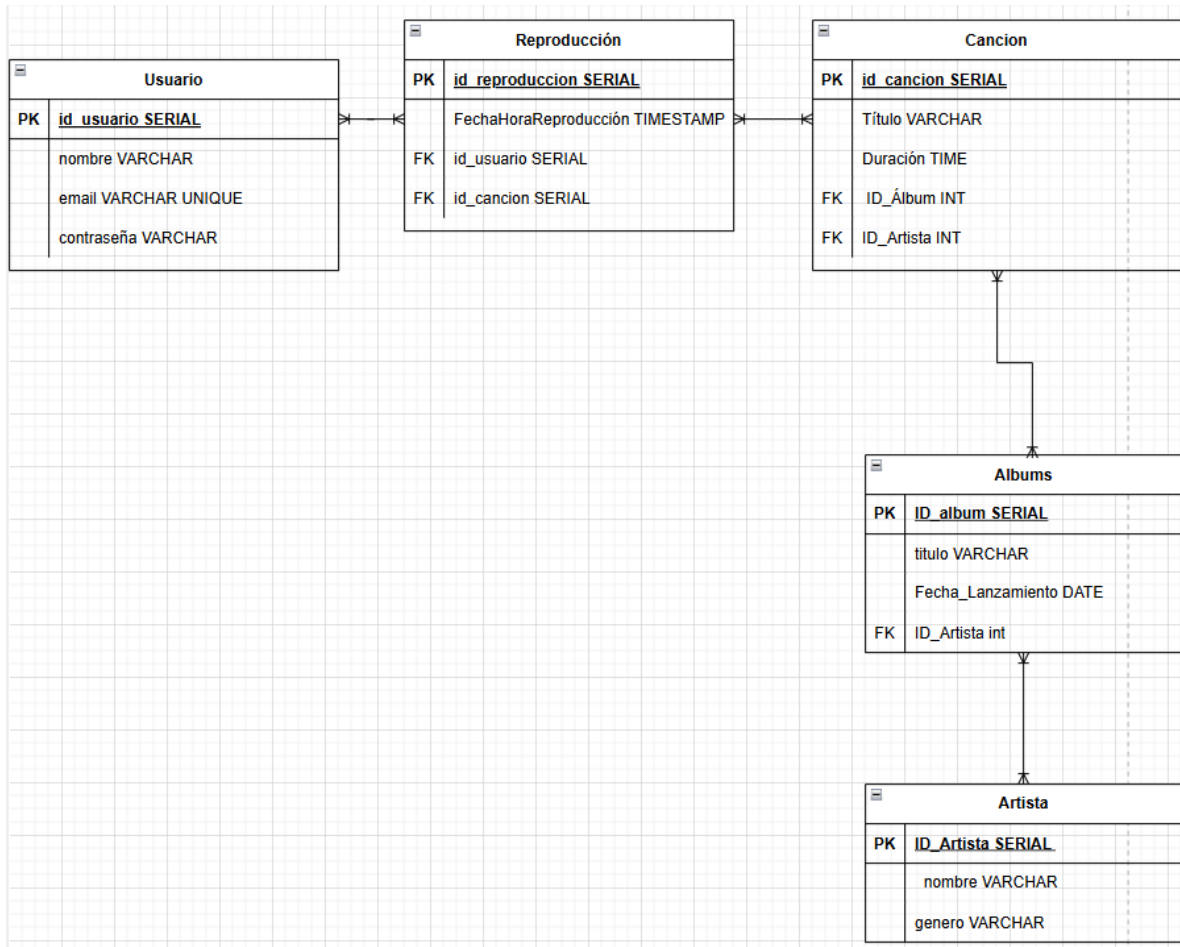 Usuario
PK id_usuario SERIAL
nombre VARCHAR
email VARCHAR UNIQUE
contraseña VARCHAR
Reproducción
PK id_reproduccion SERIAL
FechaHoraReproducción TIMESTAMP
FK id_usuario SERIAL
FK id_cancion SERIAL
Cancion
PK id_cancion SERIAL
Título VARCHAR
Duración TIME
FK ID_Álbum INT
FK ID_Artista INT
Albums
PK ID_album SERIAL
titulo VARCHAR
Fecha_Lanzamiento DATE
FK ID_Artista int
Artista
PK ID_Artista SERIAL
nombre VARCHAR
genero VARCHAR